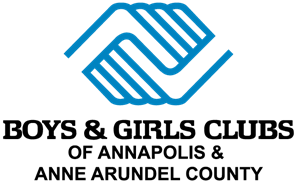 BOYS & GIRLS CLUBS
OF ANNAPOLIS &
ANNE ARUNDEL COUNTY